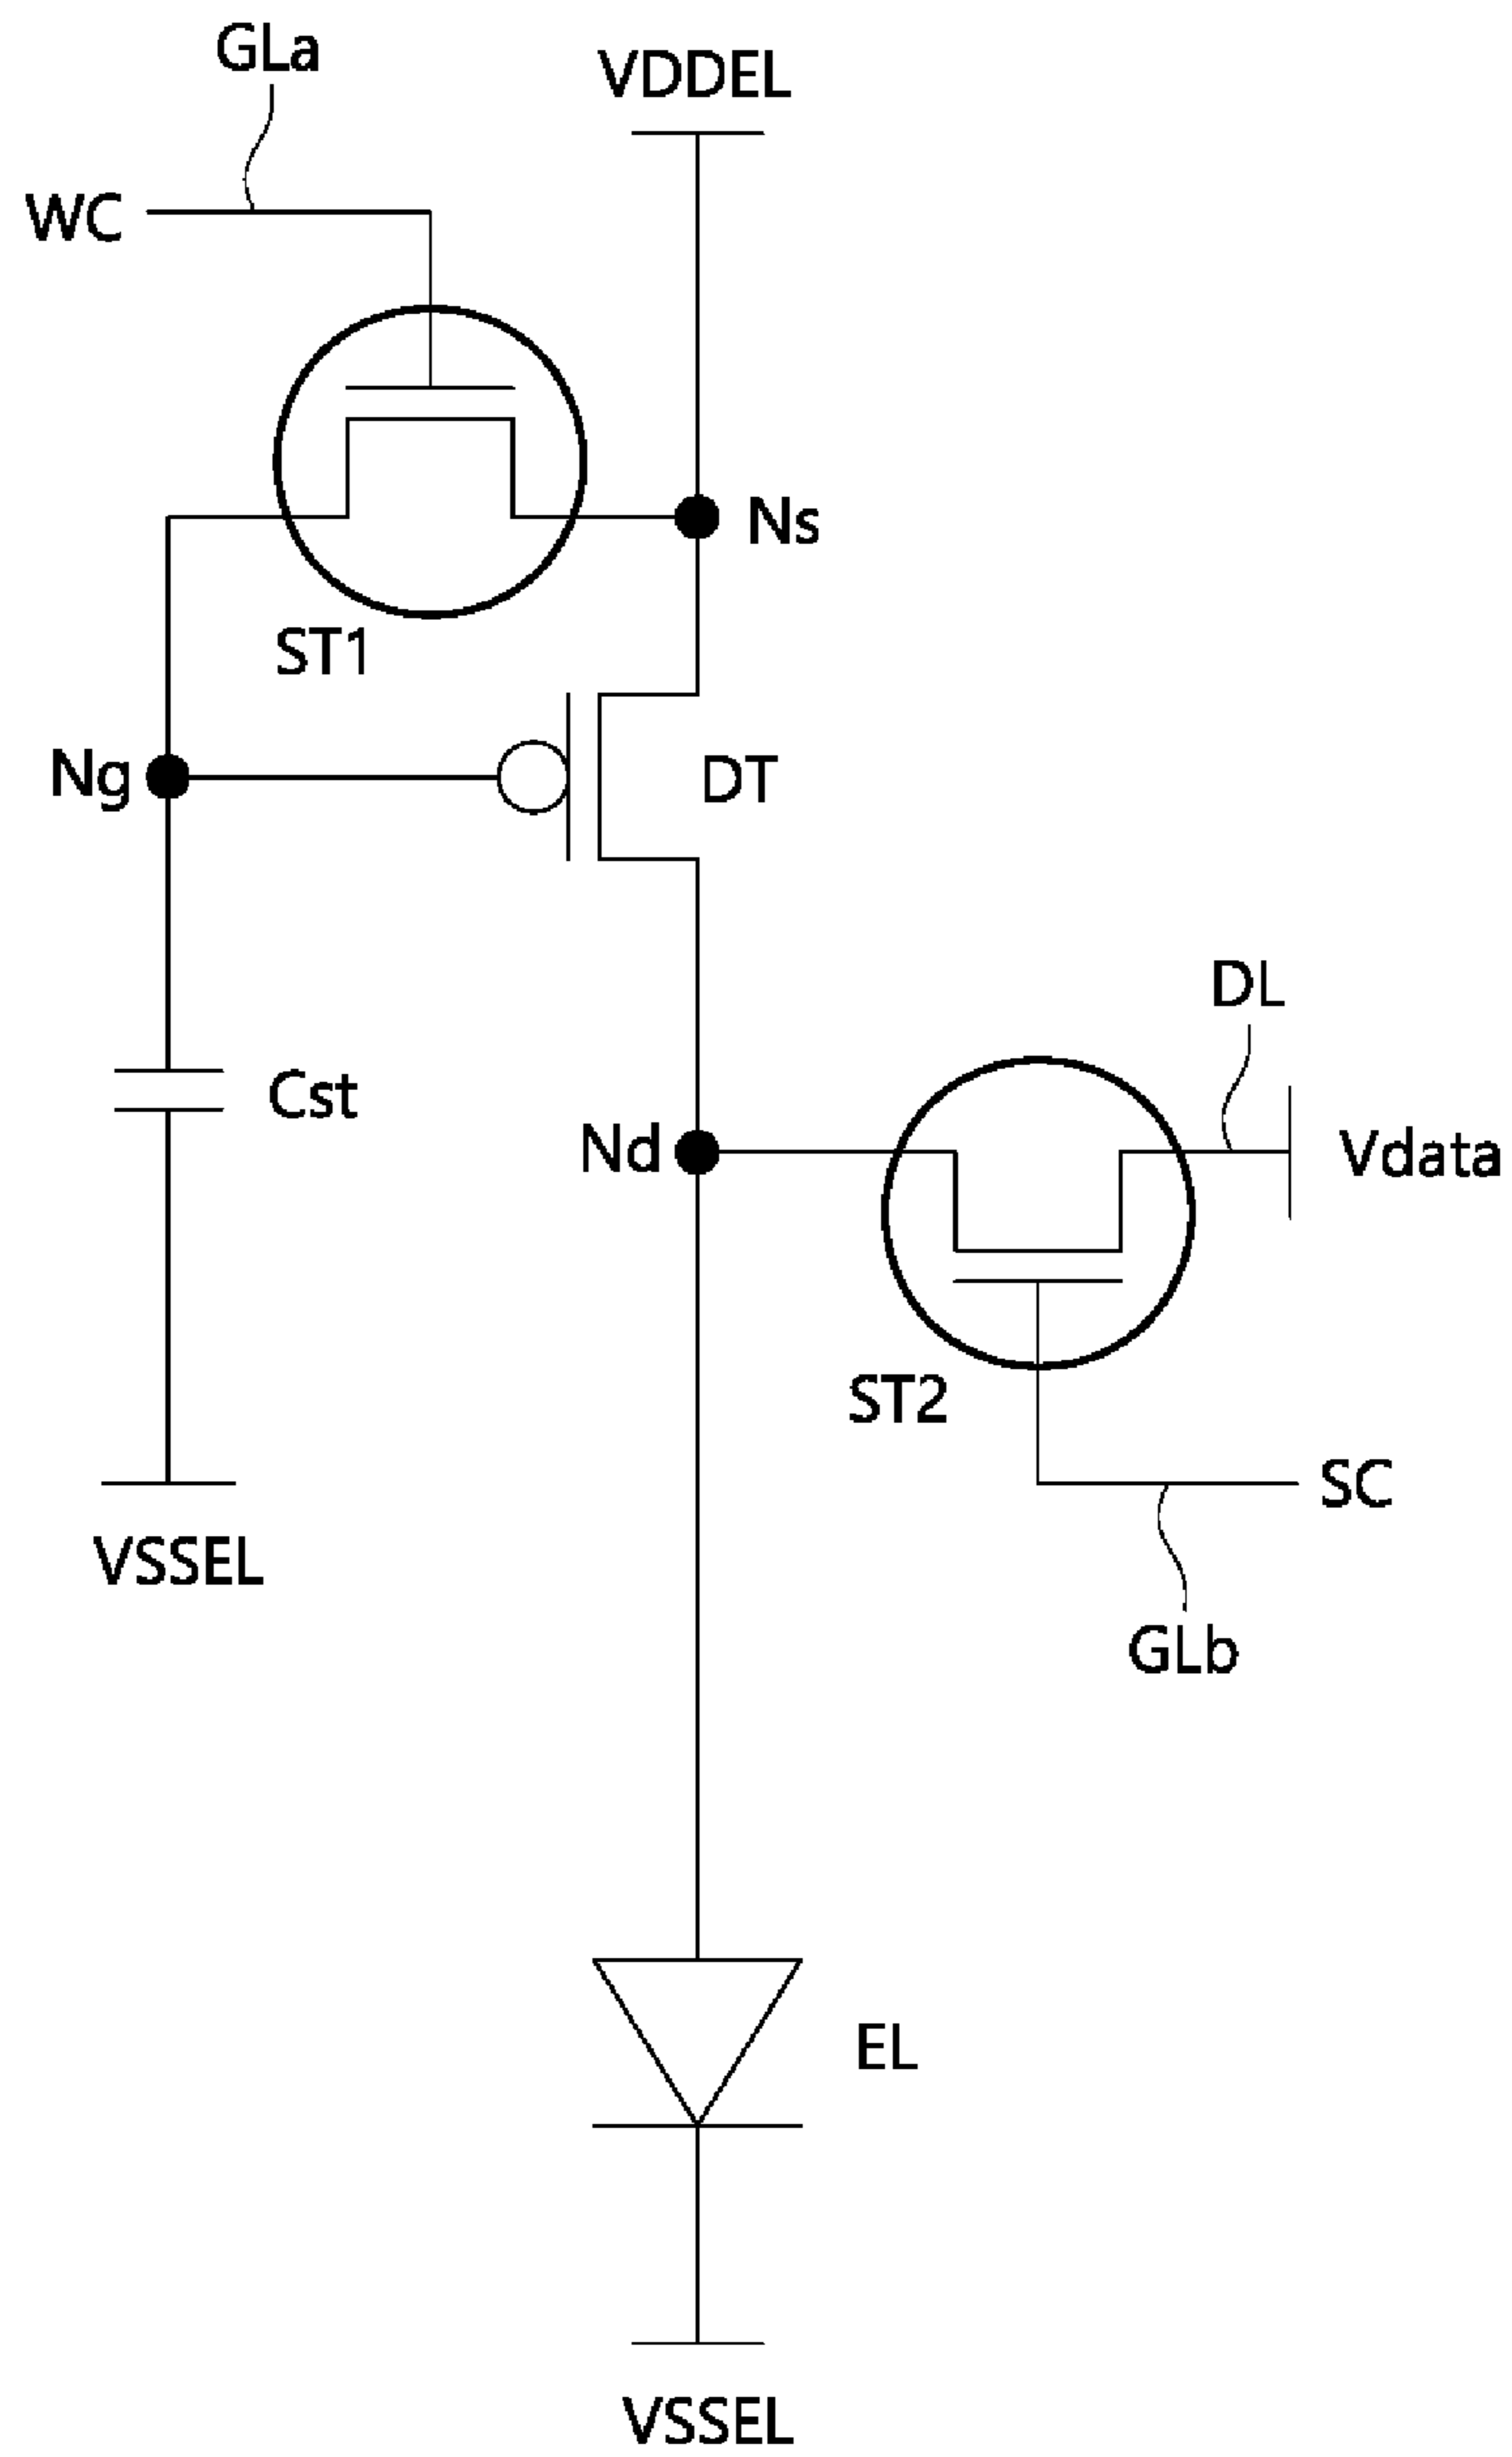 GLa
VDDEL
WC
Ns
ST1
Ng
DT
DL
Cst
Nd
Vdata
ST2
SC
VSSEL
GLb
EL
VSSEL